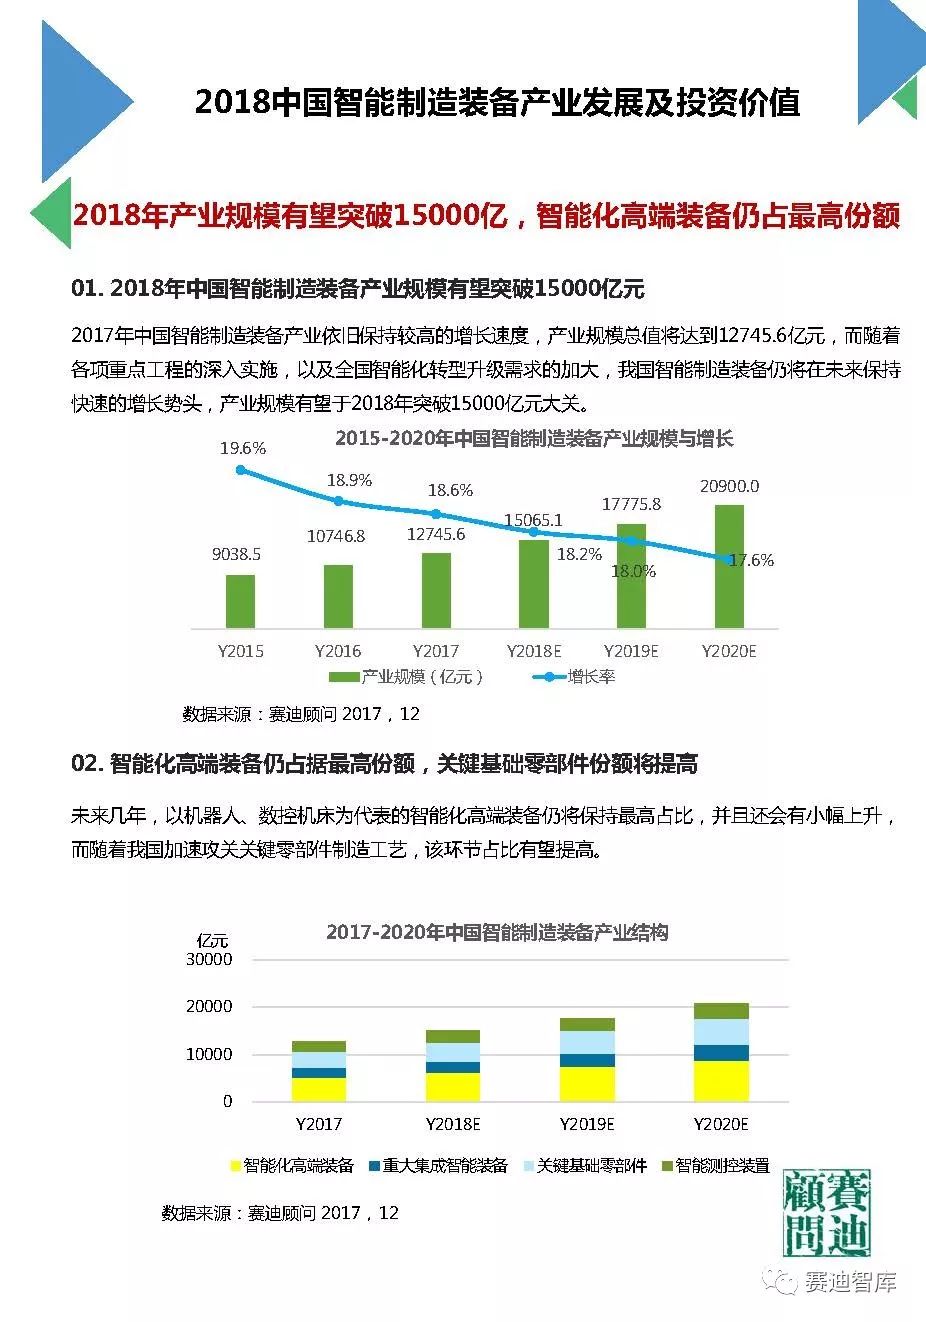 2018中国智能制造装备产业发展及投资价值
2018年产业规模有望突破15000亿，智能化高端装备仍占最高份额
01. 2018年中国智能制造装备产业规模有望突破15000亿元
2017年中国智能制造装备产业依旧保持较高的增长速度，产业规模总值将达到12745.6亿元，而随着
各项重点工程的深入实施，以及全国智能化转型升级需求的加大，我国智能制造装备仍将在未来保持
快速的增长势头，产业规模有望于2018年突破15000亿元大关。
2015-2020年中国智能制造装备产业规模与增长
19.6%
18.9%
18.6%
18.2%
18.0%
17.6%
9038.5
10746.8
12745.6
15065.1
17775.8
20900.0
Y2015 Y2016 Y2017 Y2018E Y2019E Y2020E
产业规模（亿元） 增长率
数据来源：赛迪顾问 2017，12
02. 智能化高端装备仍占据最高份额，关键基础零部件份额将提高
未来几年，以机器人、数控机床为代表的智能化高端装备仍将保持最高占比，并且还会有小幅上升，
而随着我国加速攻关关键零部件制造工艺，该环节占比有望提高。
2017-2020年中国智能制造装备产业结构
亿元
30000
20000
10000
0
Y2017 Y2018E Y2019E Y2020E
智能化高端装备 重大集成智能装备 关键基础零部件 智能测控装置
数据来源：赛迪顾问 2017，12
賽迪
顧問
赛迪智库